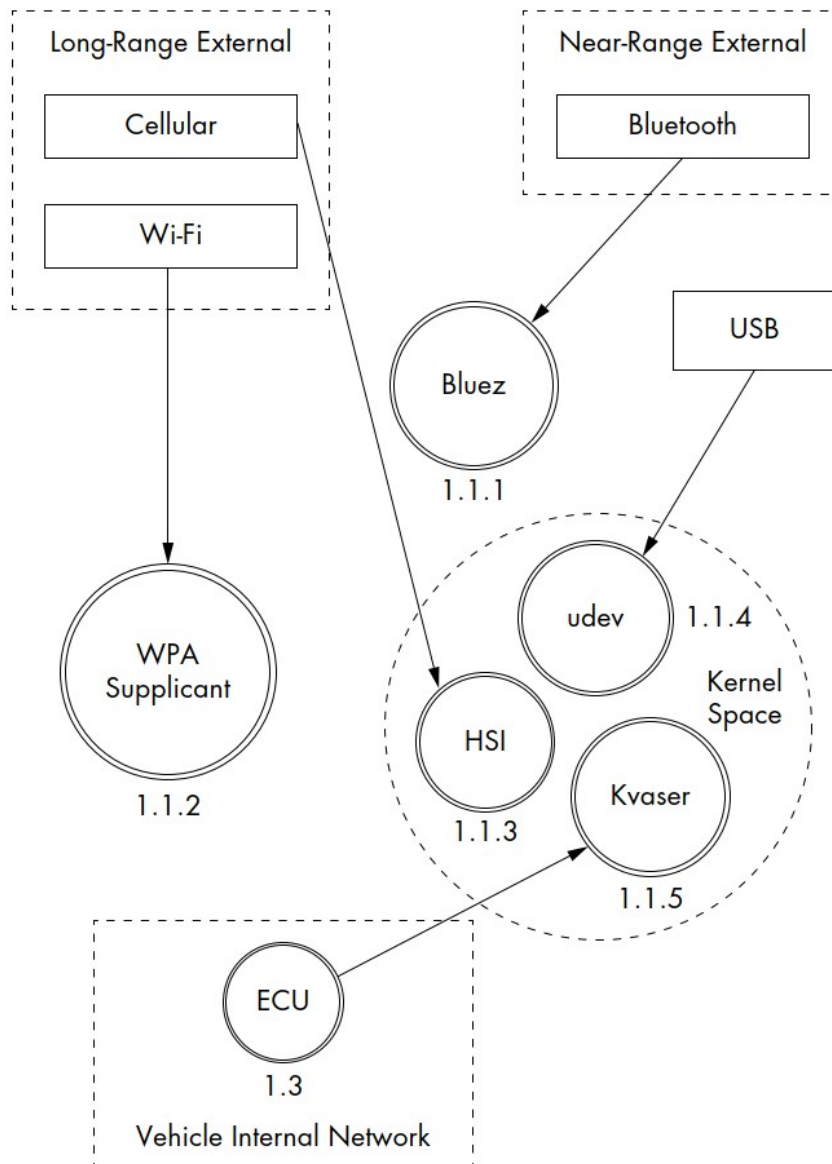 Long-Range External
Cellular
Wi-Fi
Near-Range External
Bluetooth
USB
Bluez
1.1.1
udev
1.1.4
Kernel
Space
WPA
Supplicant
1.1.2
HSI
1.1.3
Kvaser
1.1.5
ECU
1.3
Vehicle Internal Network